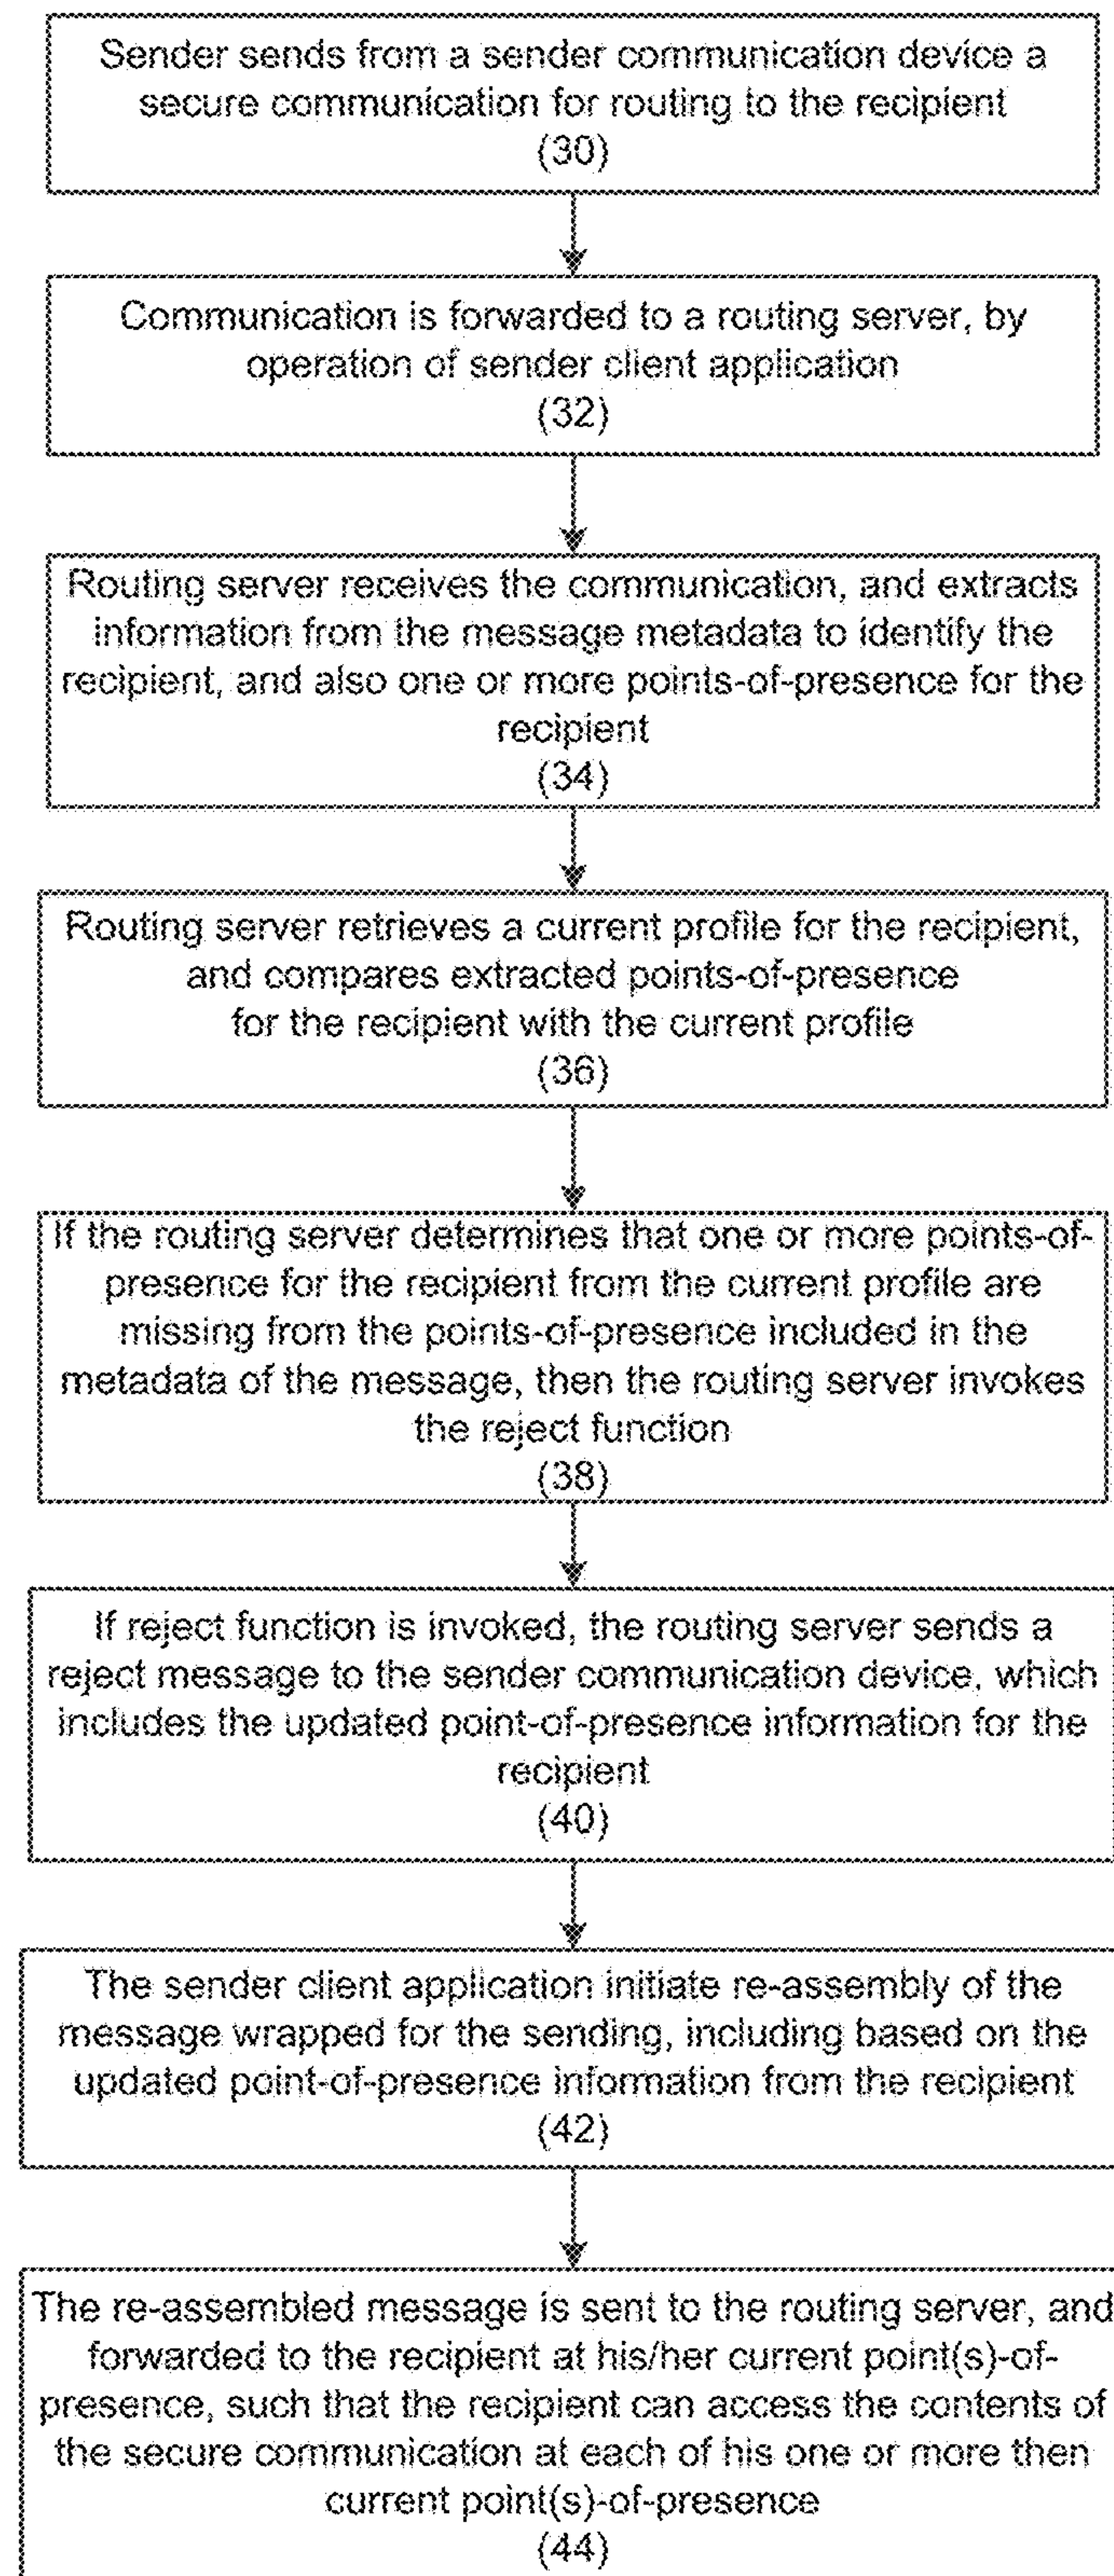 Sender sends from a sender communication device a
secure communication for routing to the recipient
(30)
Communication is forwarded to a routing server, by
operation of sender client application
(32)
Routing server receives the communication, and extracts
information from the message metadata to identify the
recipient, and also one or more points-of-presence for the
recipient
(34)
Routing server retrieves a current profile for the recipient,
and compares extracted points-of-presence
for the recipient with the current profile
(36)
If the routing server determines that one or more points-of-
presence for the recipient from the current profile are
missing from the points-of-presence included in the
metadata of the message, then the routing server invokes
the reject function
(38)
If reject function is invoked, the routing server sends a
reject message to the sender communication device, which
includes the updated point-of-presence information for the
recipient
(40)
The sender client application initiate re-assembly of the
message wrapped for the sending, including based on the
updated point-of-presence information from the recipient
(42)
The re-assembled message is sent to the routing server, and
forwarded to the recipient at his/her current point(s)-of-
presence, such that the recipient can access the contents of
the secure communication at each of his one or more then
current point(s)-of-presence
(44)